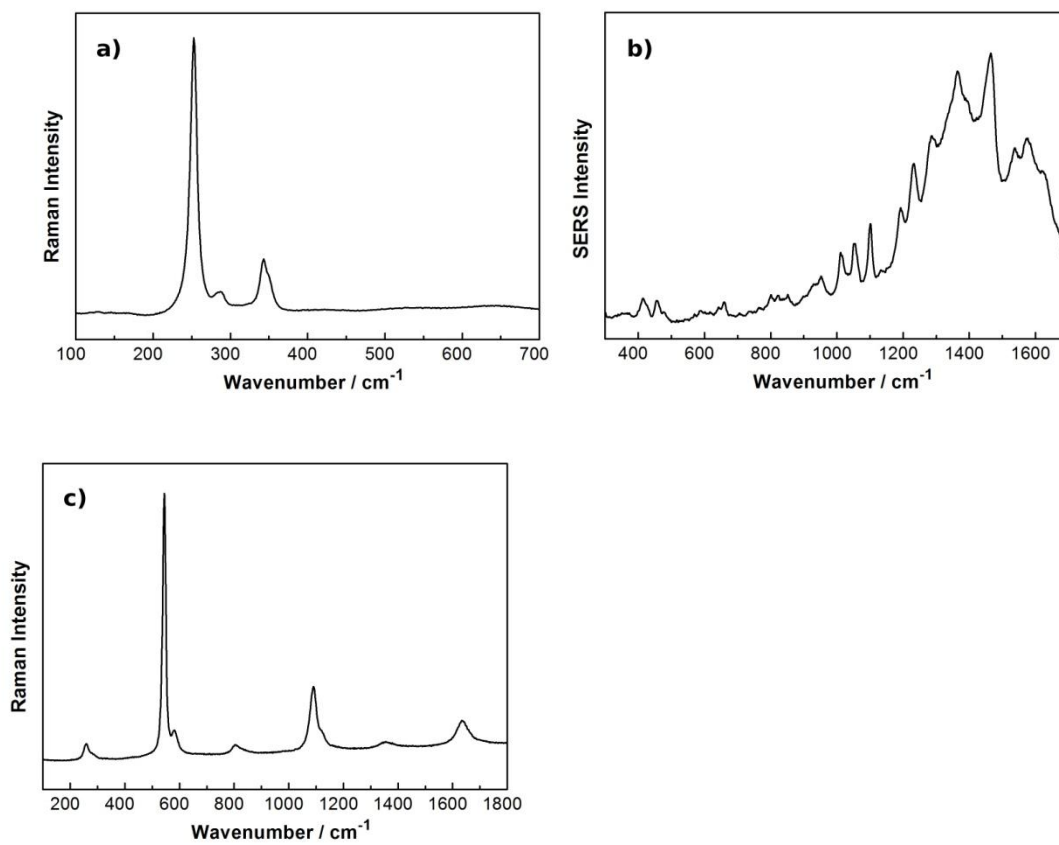 a)
Raman Intensity
100 200 300 400 500 600 700
Wavenumber / cm-1
b)
SERS Intensity
400 600 800 1000 1200 1400 1600
Wavenumber / cm-1
c)
Raman Intensity
200 400 600 800 1000 1200 1400 1600 1800
Wavenumber / cm-1